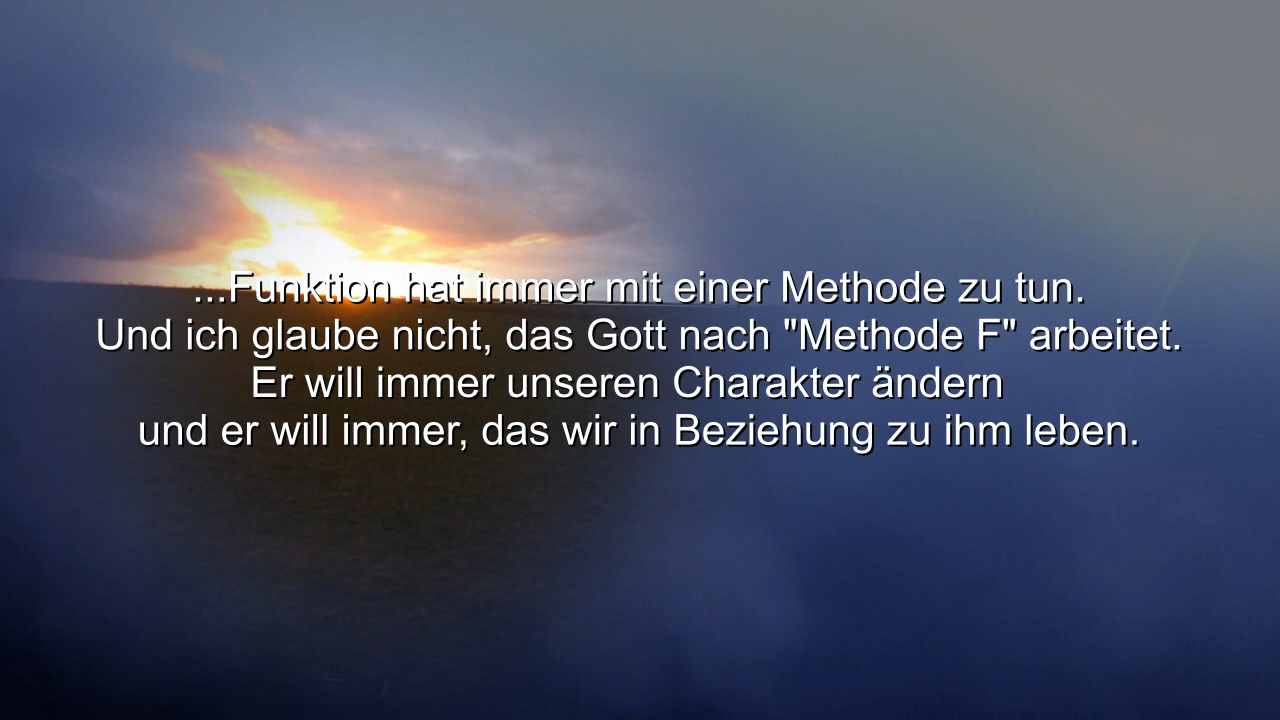 ...Funktion hat immer mit einer Methode zu tun.
Und ich glaube nicht, das Gott nach "Methode F" arbeitet.
Er will immer unseren Charakter ändern
und er will immer, das wir in Beziehung zu ihm leben.